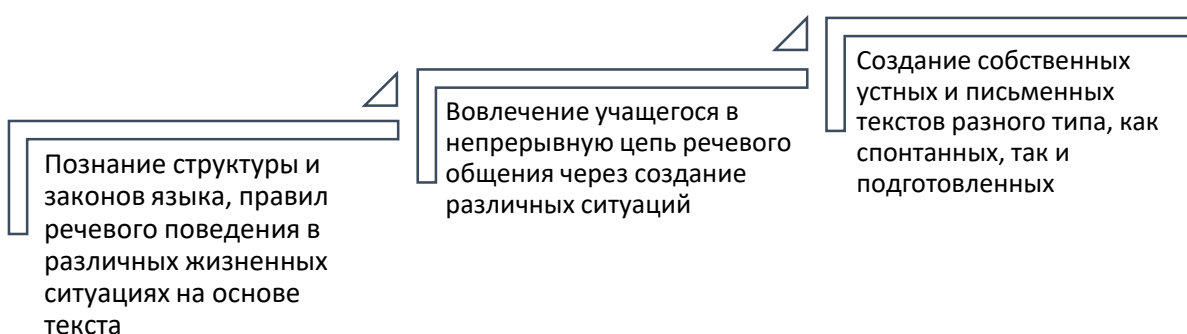 Познание структуры и
законов языка, правил
речевого поведения в
различных жизненных
ситуациях на основе
текста
Вовлечение учащегося в
непрерывную цепь речевого
общения через создание
различных ситуаций
Создание собственных
устных и письменных
текстов разного типа, как
спонтанных, так и
подготовленных